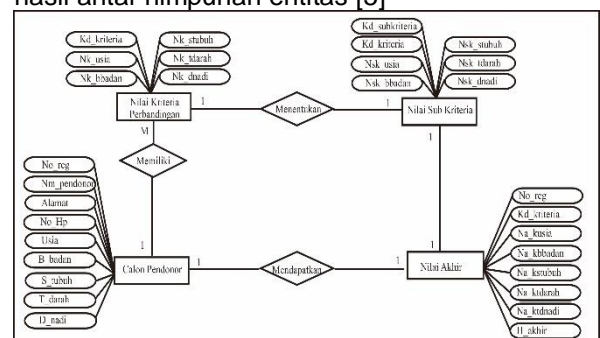 hasil antar himpunan entitas [5]
Kd_kriteria
Nk_usia
Nk_bbadan
Nk_stubuh
Nk_tdarah
Nk_dnadi
Kd_subkriteria
Kd_kriteria
Nsk_usia
Nsk_bbadan
Nsk_stubuh
Nsk_tdarah
Nsk_dnadi
Nilai Kriteria
Perbandingan
1
Menentukan
1
Nilai Sub Kriteria
M
1
Memiliki
No_reg
Nm_pendonor
Alamat
No_Hp
Usia
B_badan
S_tubuh
T_darah
D_nadi
1
Calon Pendonor
1
Mendapatkan
1
1
Nilai Akhir
No_reg
Kd_kriteria
Na_kusia
Na_kbbadan
Na_kstubuh
Na_ktdarah
Na_ktdnadi
H_akhir